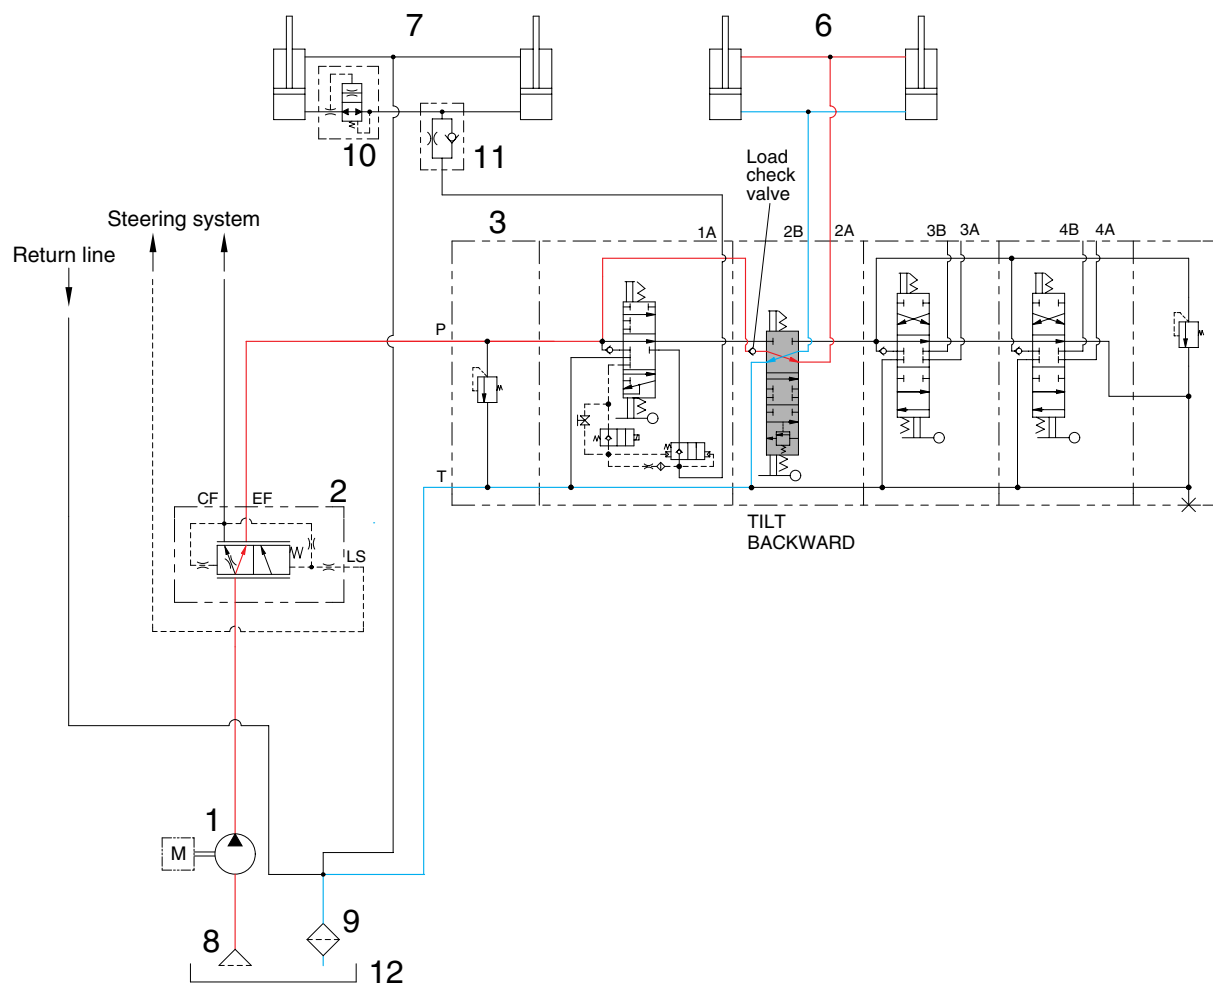 7
6
10
11
Load
check
valve
Steering system
3
Return line
1A
2B
2A
3B
3A
4B
4A
P
T
CF
EF
2
LS
TILT
BACKWARD
1
M
8
9
12